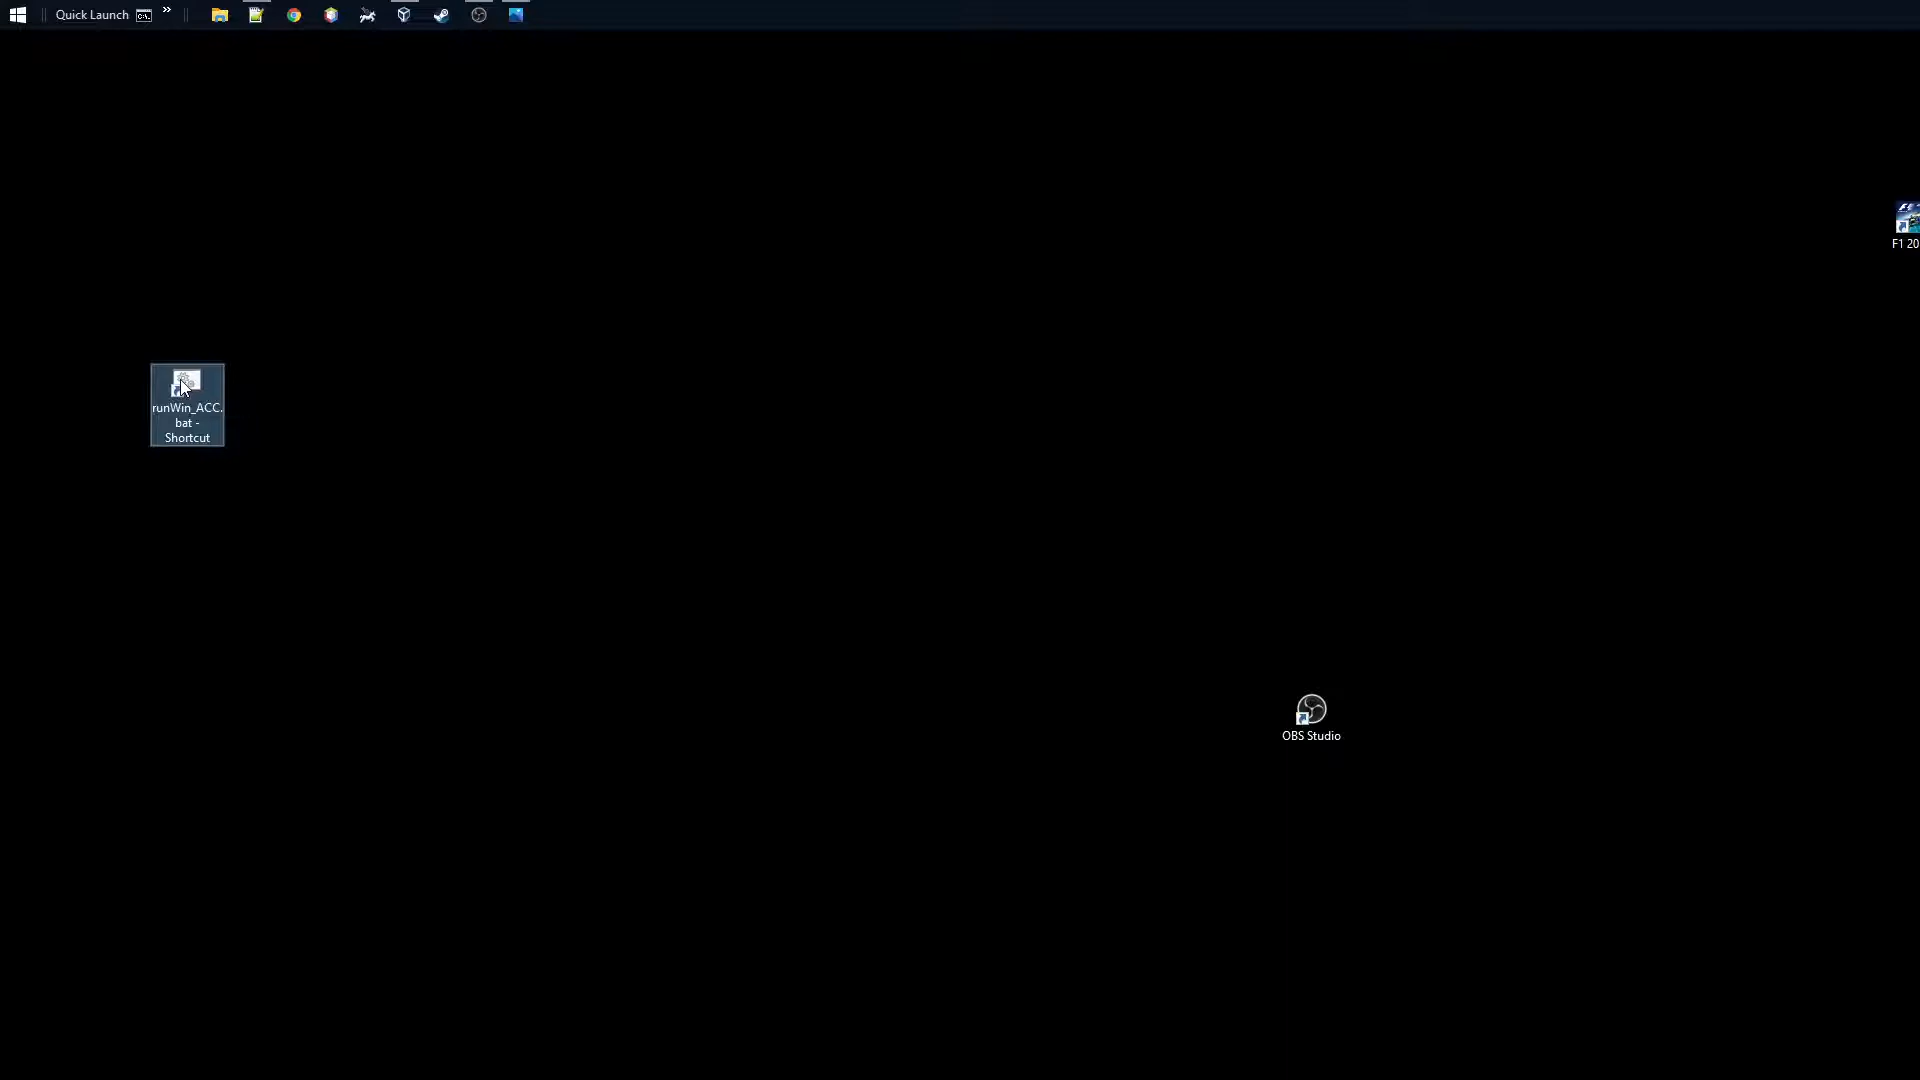 Quick Launch
F1 20
runWin_ACC.
bat -
Shortcut
OBS Studio